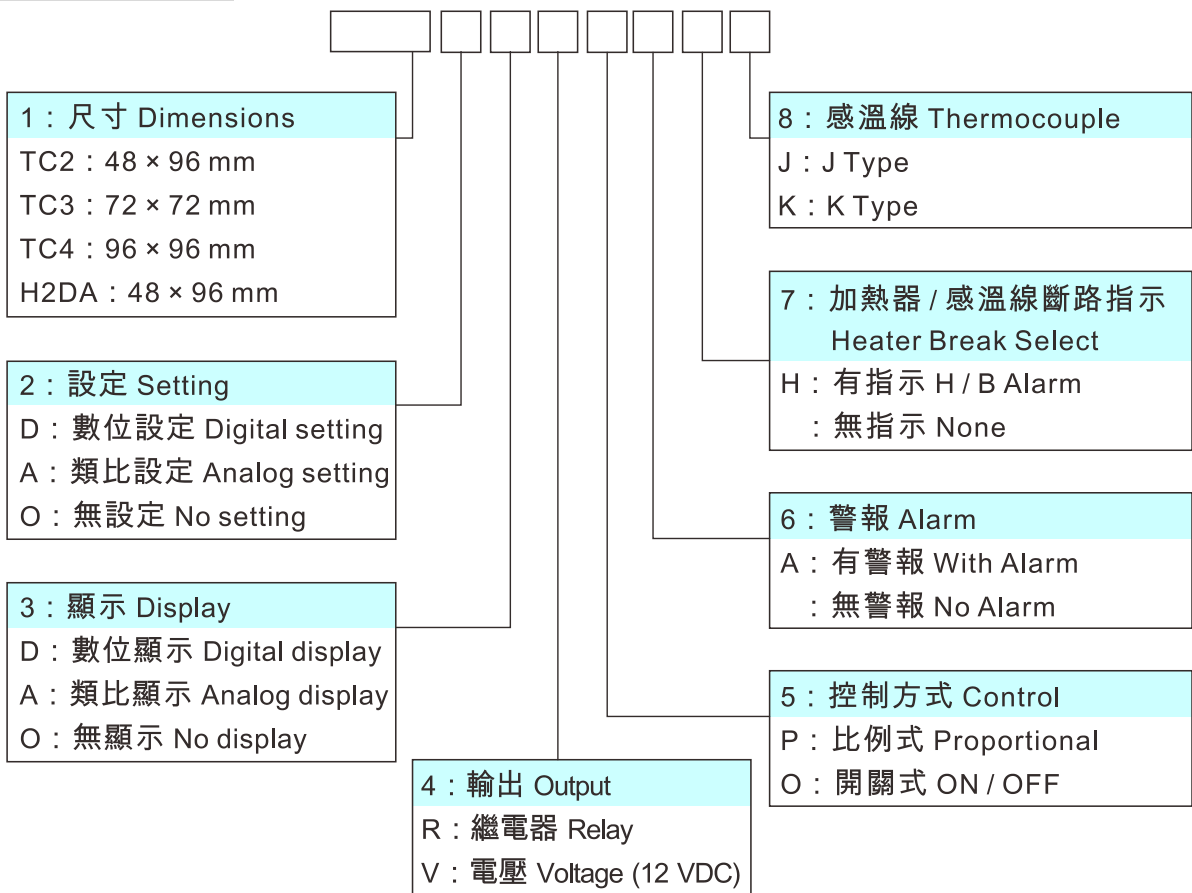 1：尺寸 Dimensions
TC2：48 × 96 mm
TC3：72 × 72 mm
TC4：96 × 96 mm
H2DA：48 × 96 mm
2：設定 Setting
D：數位設定 Digital setting
A：類比設定 Analog setting
O：無設定 No setting
3：顯示 Display
D：數位顯示 Digital display
A：類比顯示 Analog display
O：無顯示 No display
4：輸出 Output
R：繼電器 Relay
V：電壓 Voltage (12 VDC)
8：感溫線 Thermocouple
J：J Type
K：K Type
7：加熱器 / 感溫線斷路指示
Heater Break Select
H：有指示 H / B Alarm
：無指示 None
6：警報 Alarm
A：有警報 With Alarm
：無警報 No Alarm
5：控制方式 Control
P：比例式 Proportional
O：開關式 ON / OFF